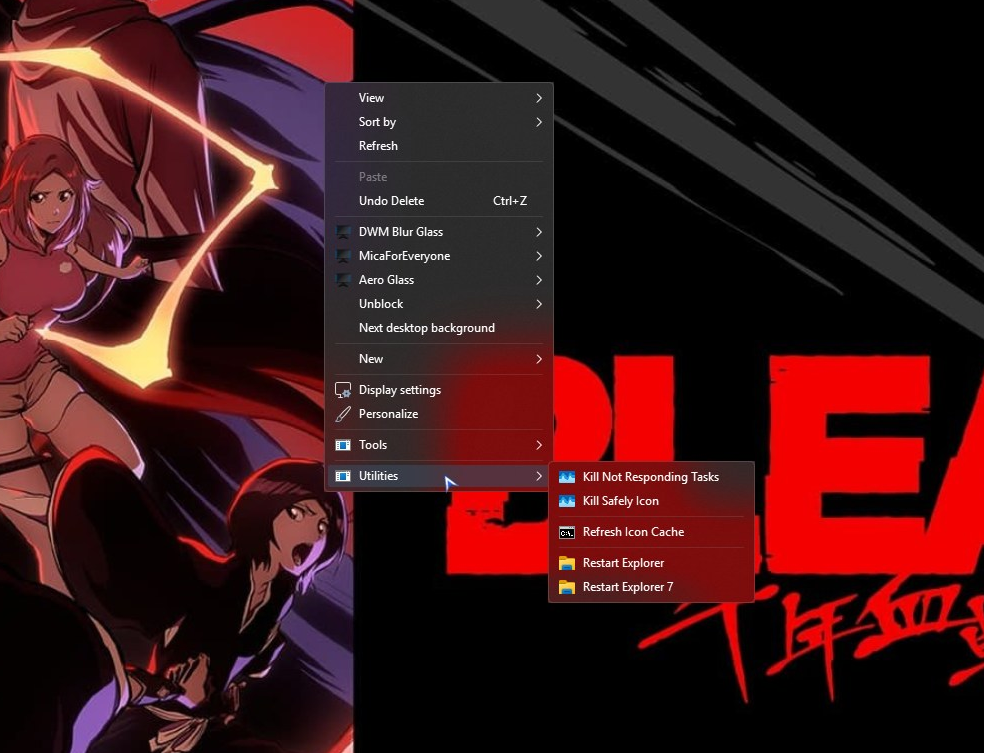 View
Sort by
Refresh
Paste
Undo Delete Ctrl+Z
DWM Blur Glass
MicaForEveryone
Aero Glass
Unblock
Next desktop background
New
Display settings
Personalize
Tools
Utilities
Kill Not Responding Tasks
Kill Safely Icon
Refresh Icon Cache
Restart Explorer
Restart Explorer 7
BLEA
千年血